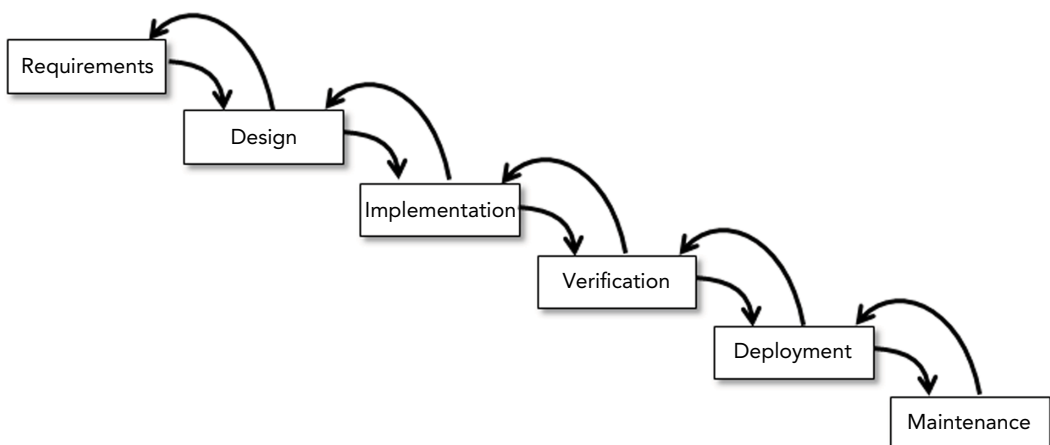 Requirements
Design
Implementation
Verification
Deployment
Maintenance